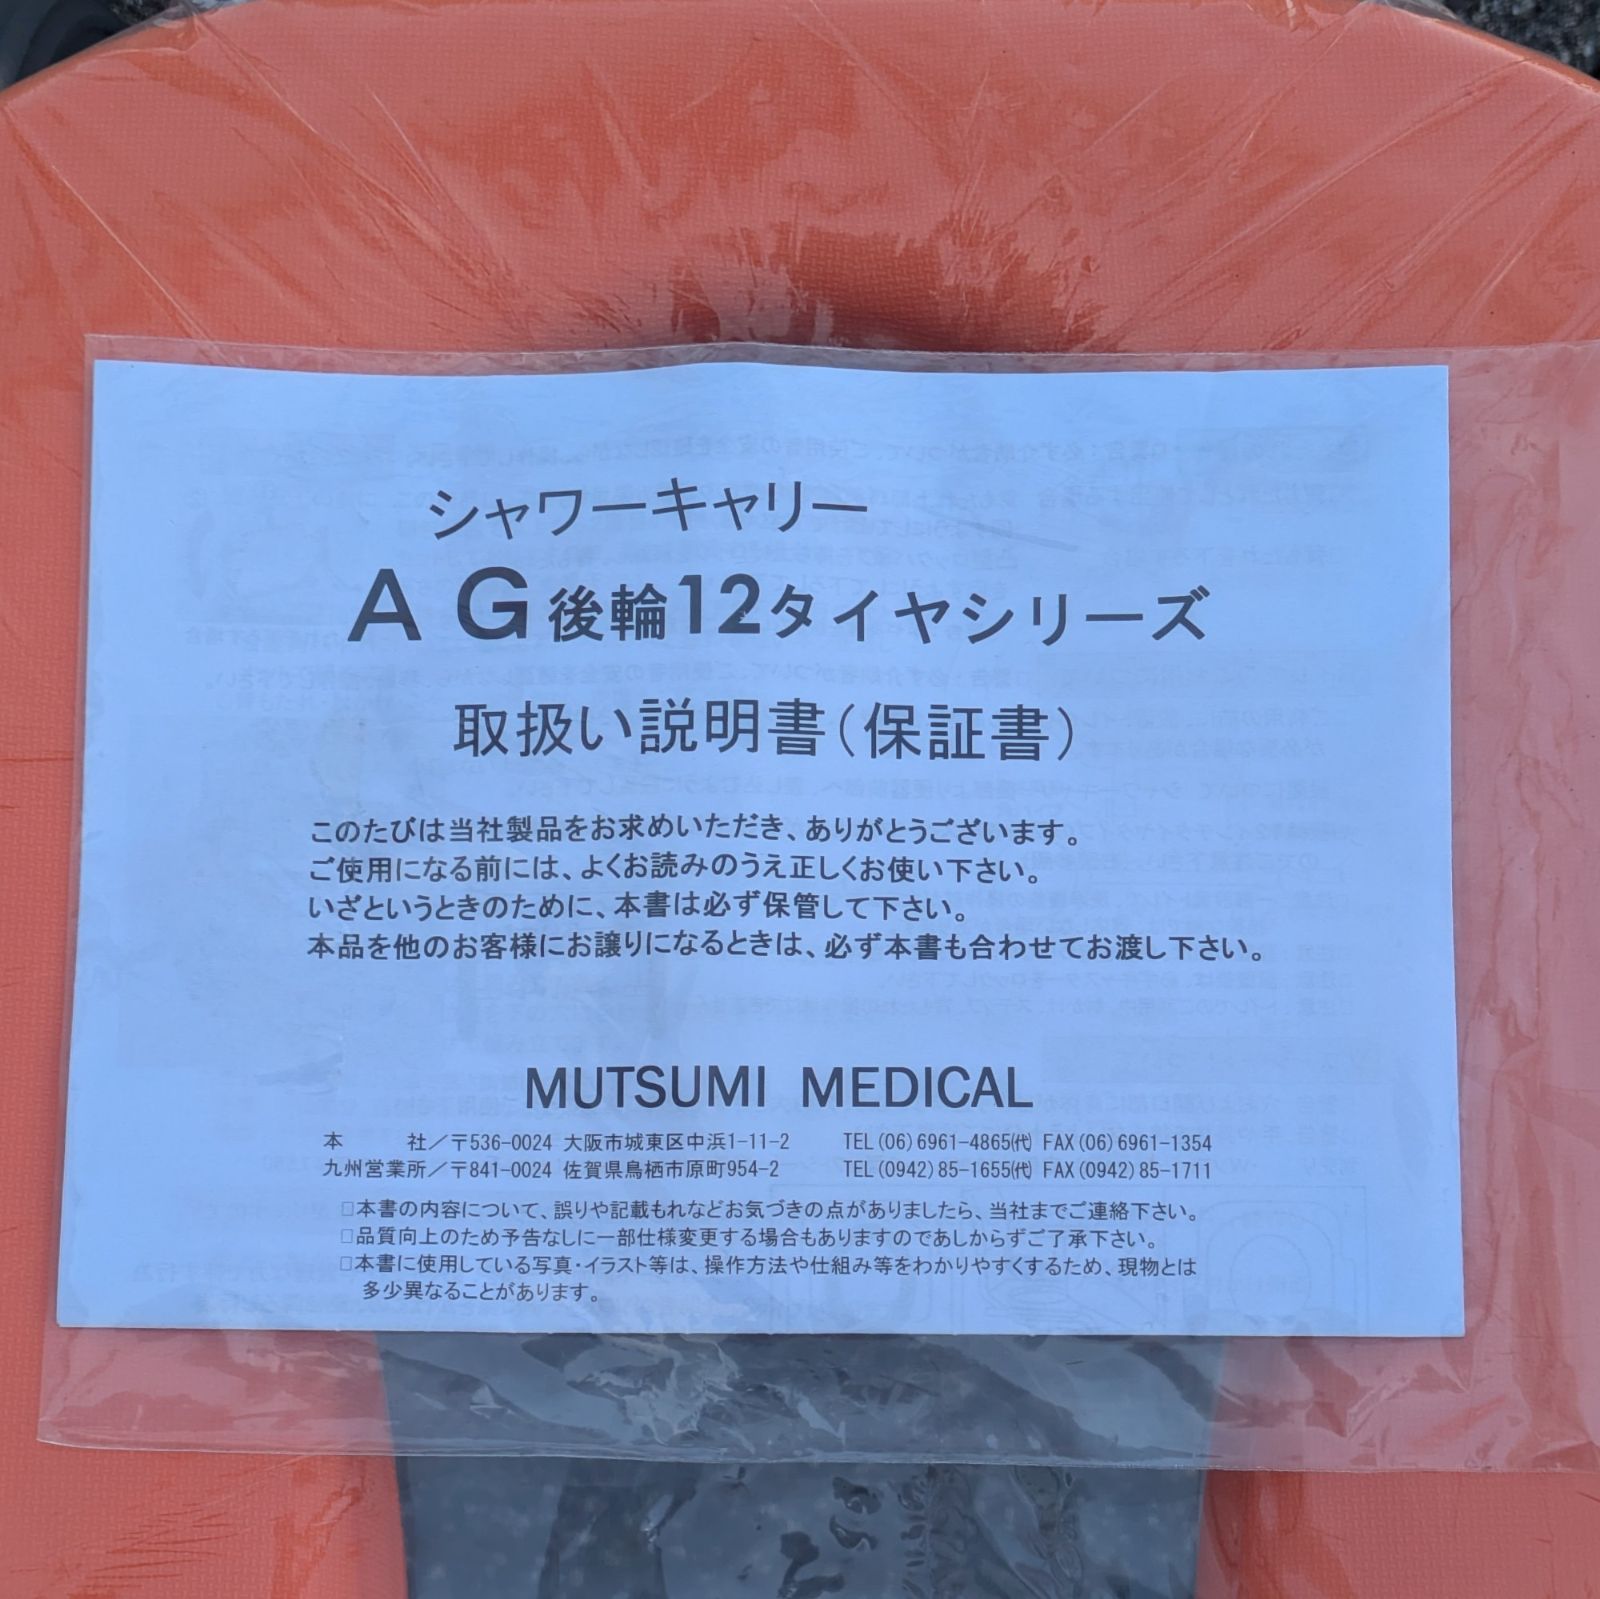 シャワーキャリー
AG後輪12タイヤシリーズ
取扱い説明書(保証書)
このたびは当社製品をお求めいただき、ありがとうございます。
ご使用になる前には、よくお読みのうえ正しくお使い下さい。
いざというときのために、本書は必ず保管して下さい。
本品を他のお客様にお譲りになるときは、必ず本書も合わせてお渡し下さい。
MUTSUMI MEDICAL
本 社/〒536-0024 大阪市城東区中浜1-11-2 TEL(06)6961-4865㈹ FAX(06)6961-1354
九州営業所/〒841-0024 佐賀県鳥栖市原町954-2 TEL(0942)85-1655㈹ FAX(0942)85-1711
□本書の内容について、誤りや記載もれなどお気づきの点がありましたら、当社までご連絡下さい。
□品質向上のため予告なしに一部仕様変更する場合もありますのであしからずご了承下さい。
□本書に使用している写真・イラスト等は、操作方法や仕組み等をわかりやすくするため、現物とは
多少異なることがあります。